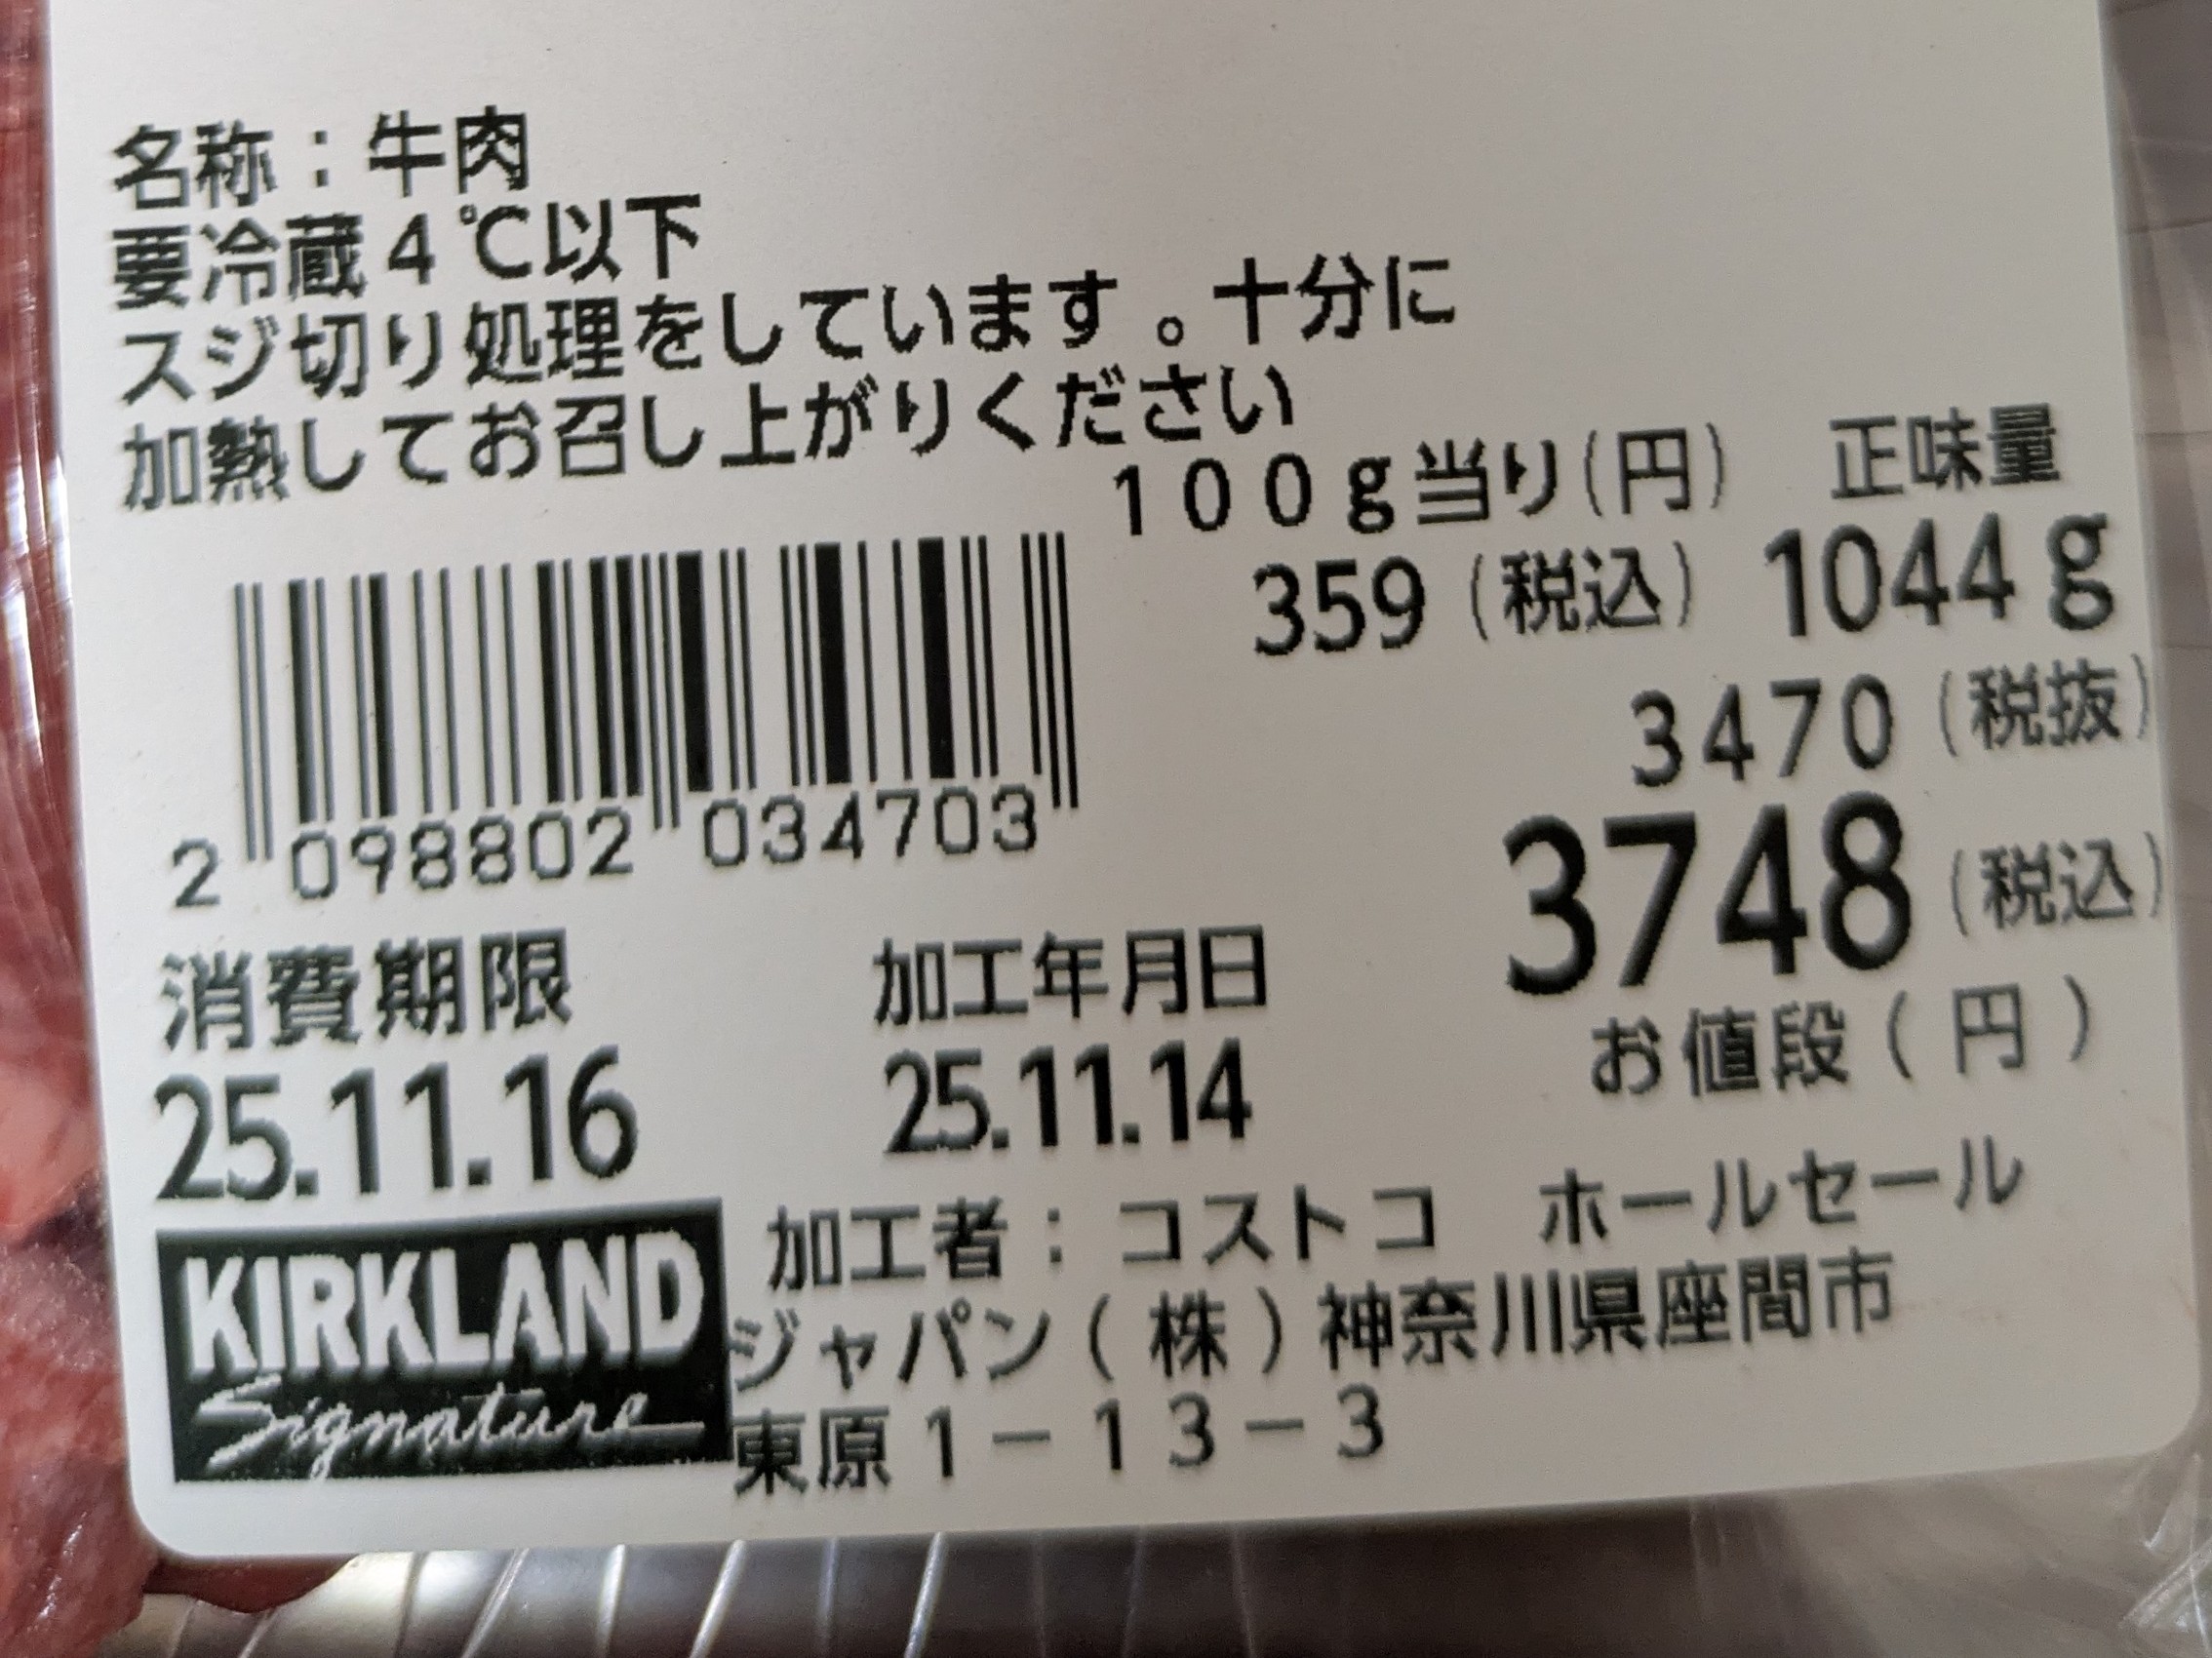 名称：牛肉
要冷蔵４℃以下
スジ切り処理をしています。十分に
加熱してお召し上がりください
100g当り(円) 正味量
359 (税込) 1044g
3470 (税抜)
3748 (税込)
お値段(円)
2 098802 034703
消費期限 加工年月日
25.11.16 25.11.14
KIRKLAND
Signature
加工者：コストコ ホールセール
ジャパン(株)神奈川県座間市
東原1－13－3